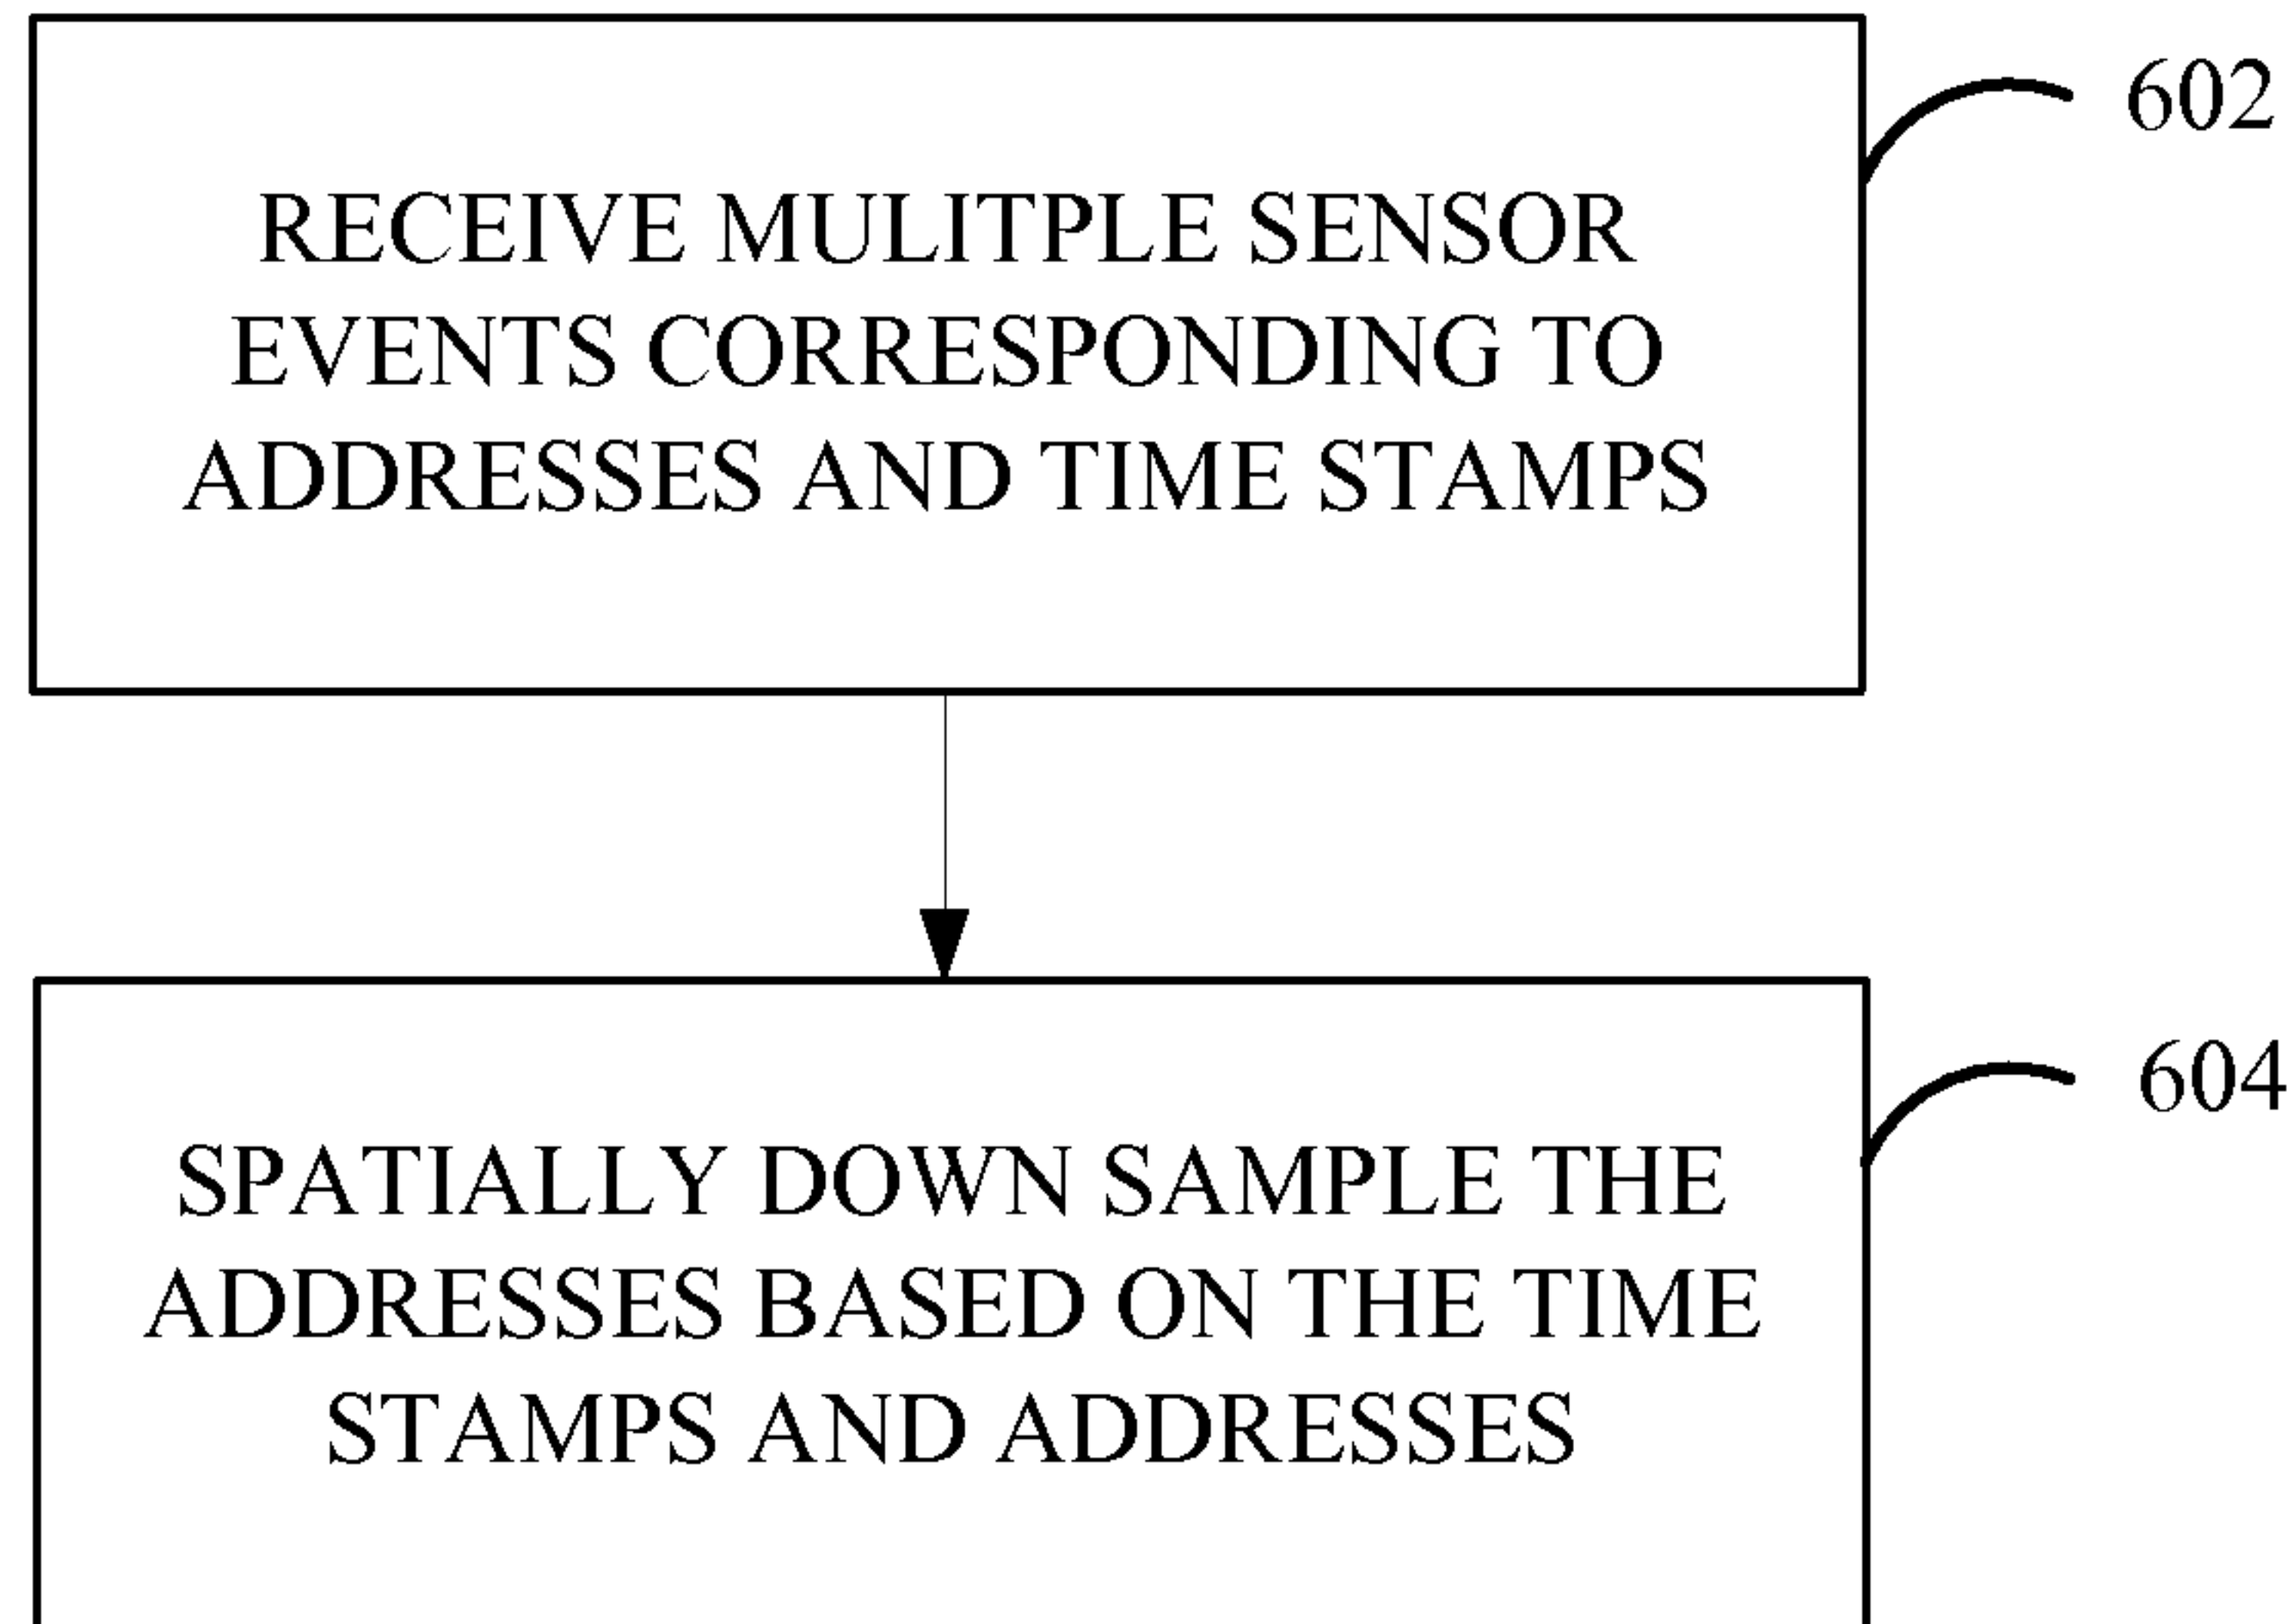 602
RECEIVE MULITPLE SENSOR
EVENTS CORRESPONDING TO
ADDRESSES AND TIME STAMPS
604
SPATIALLY DOWN SAMPLE THE
ADDRESSES BASED ON THE TIME
STAMPS AND ADDRESSES